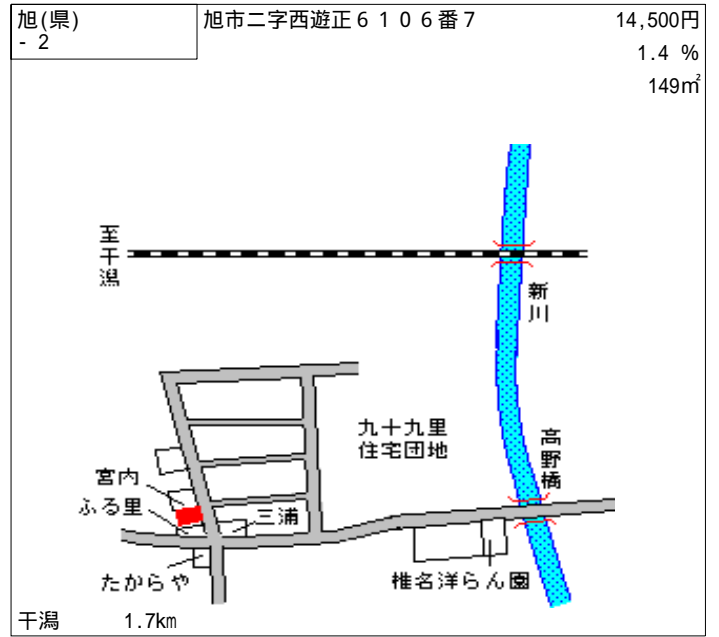 旭(県)
- 2
旭市二字西遊正６１０６番７
14,500円
1.4 %
149㎡
至干潟
新川
九十九里
住宅団地
高野橋
宮内
ふる里
三浦
たからや
椎名洋らん園
干潟 1.7km